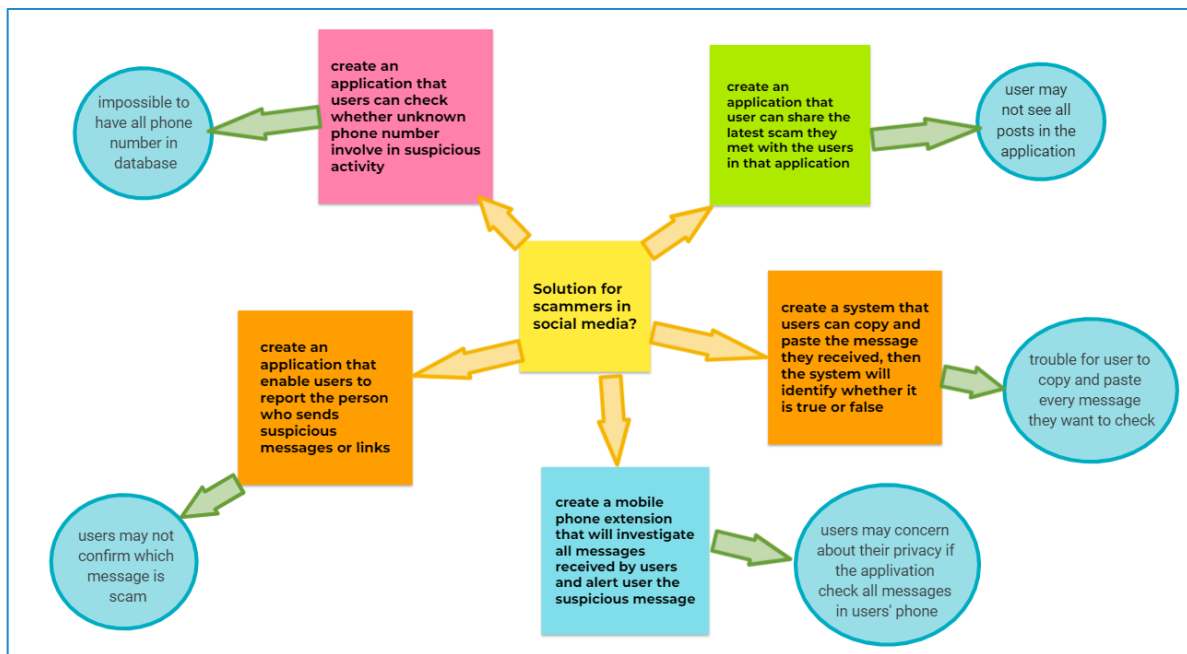 create an
application that
users can check
whether unknown
phone number
involve in suspicious
activity
impossible to
have all phone
number in
database
create an
application that
user can share the
latest scam they
met with the users
in that application
user may
not see all
posts in the
application
Solution for
scammers in
social media?
create an
application that
enable users to
report the person
who sends
suspicious
messages or links
users may not
confirm which
message is
scam
create a system that
users can copy and
paste the message
they received, then
the system will
identify whether it
is true or false
trouble for user to
copy and paste
every message
they want to check
create a mobile
phone extension
that will investigate
all messages
received by users
and alert user the
suspicious message
users may concern
about their privacy if
the applivation
check all messages
in users' phone